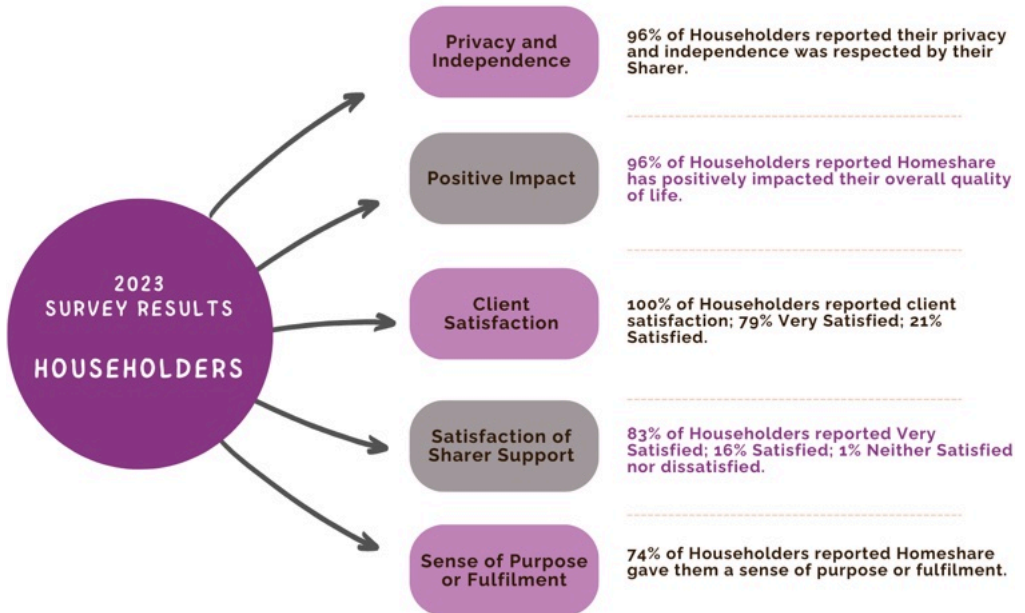 2023
SURVEY RESULTS
HOUSEHOLDERS
Privacy and
Independence
96% of Householders reported their privacy
and independence was respected by their
Sharer.
Positive Impact
96% of Householders reported Homeshare
has positively impacted their overall quality
of life.
Client
Satisfaction
100% of Householders reported client
satisfaction; 79% Very Satisfied; 21%
Satisfied.
Satisfaction of
Sharer Support
83% of Householders reported Very
Satisfied; 16% Satisfied; 1% Neither Satisfied
nor dissatisfied.
Sense of Purpose
or Fulfilment
74% of Householders reported Homeshare
gave them a sense of purpose or fulfilment.